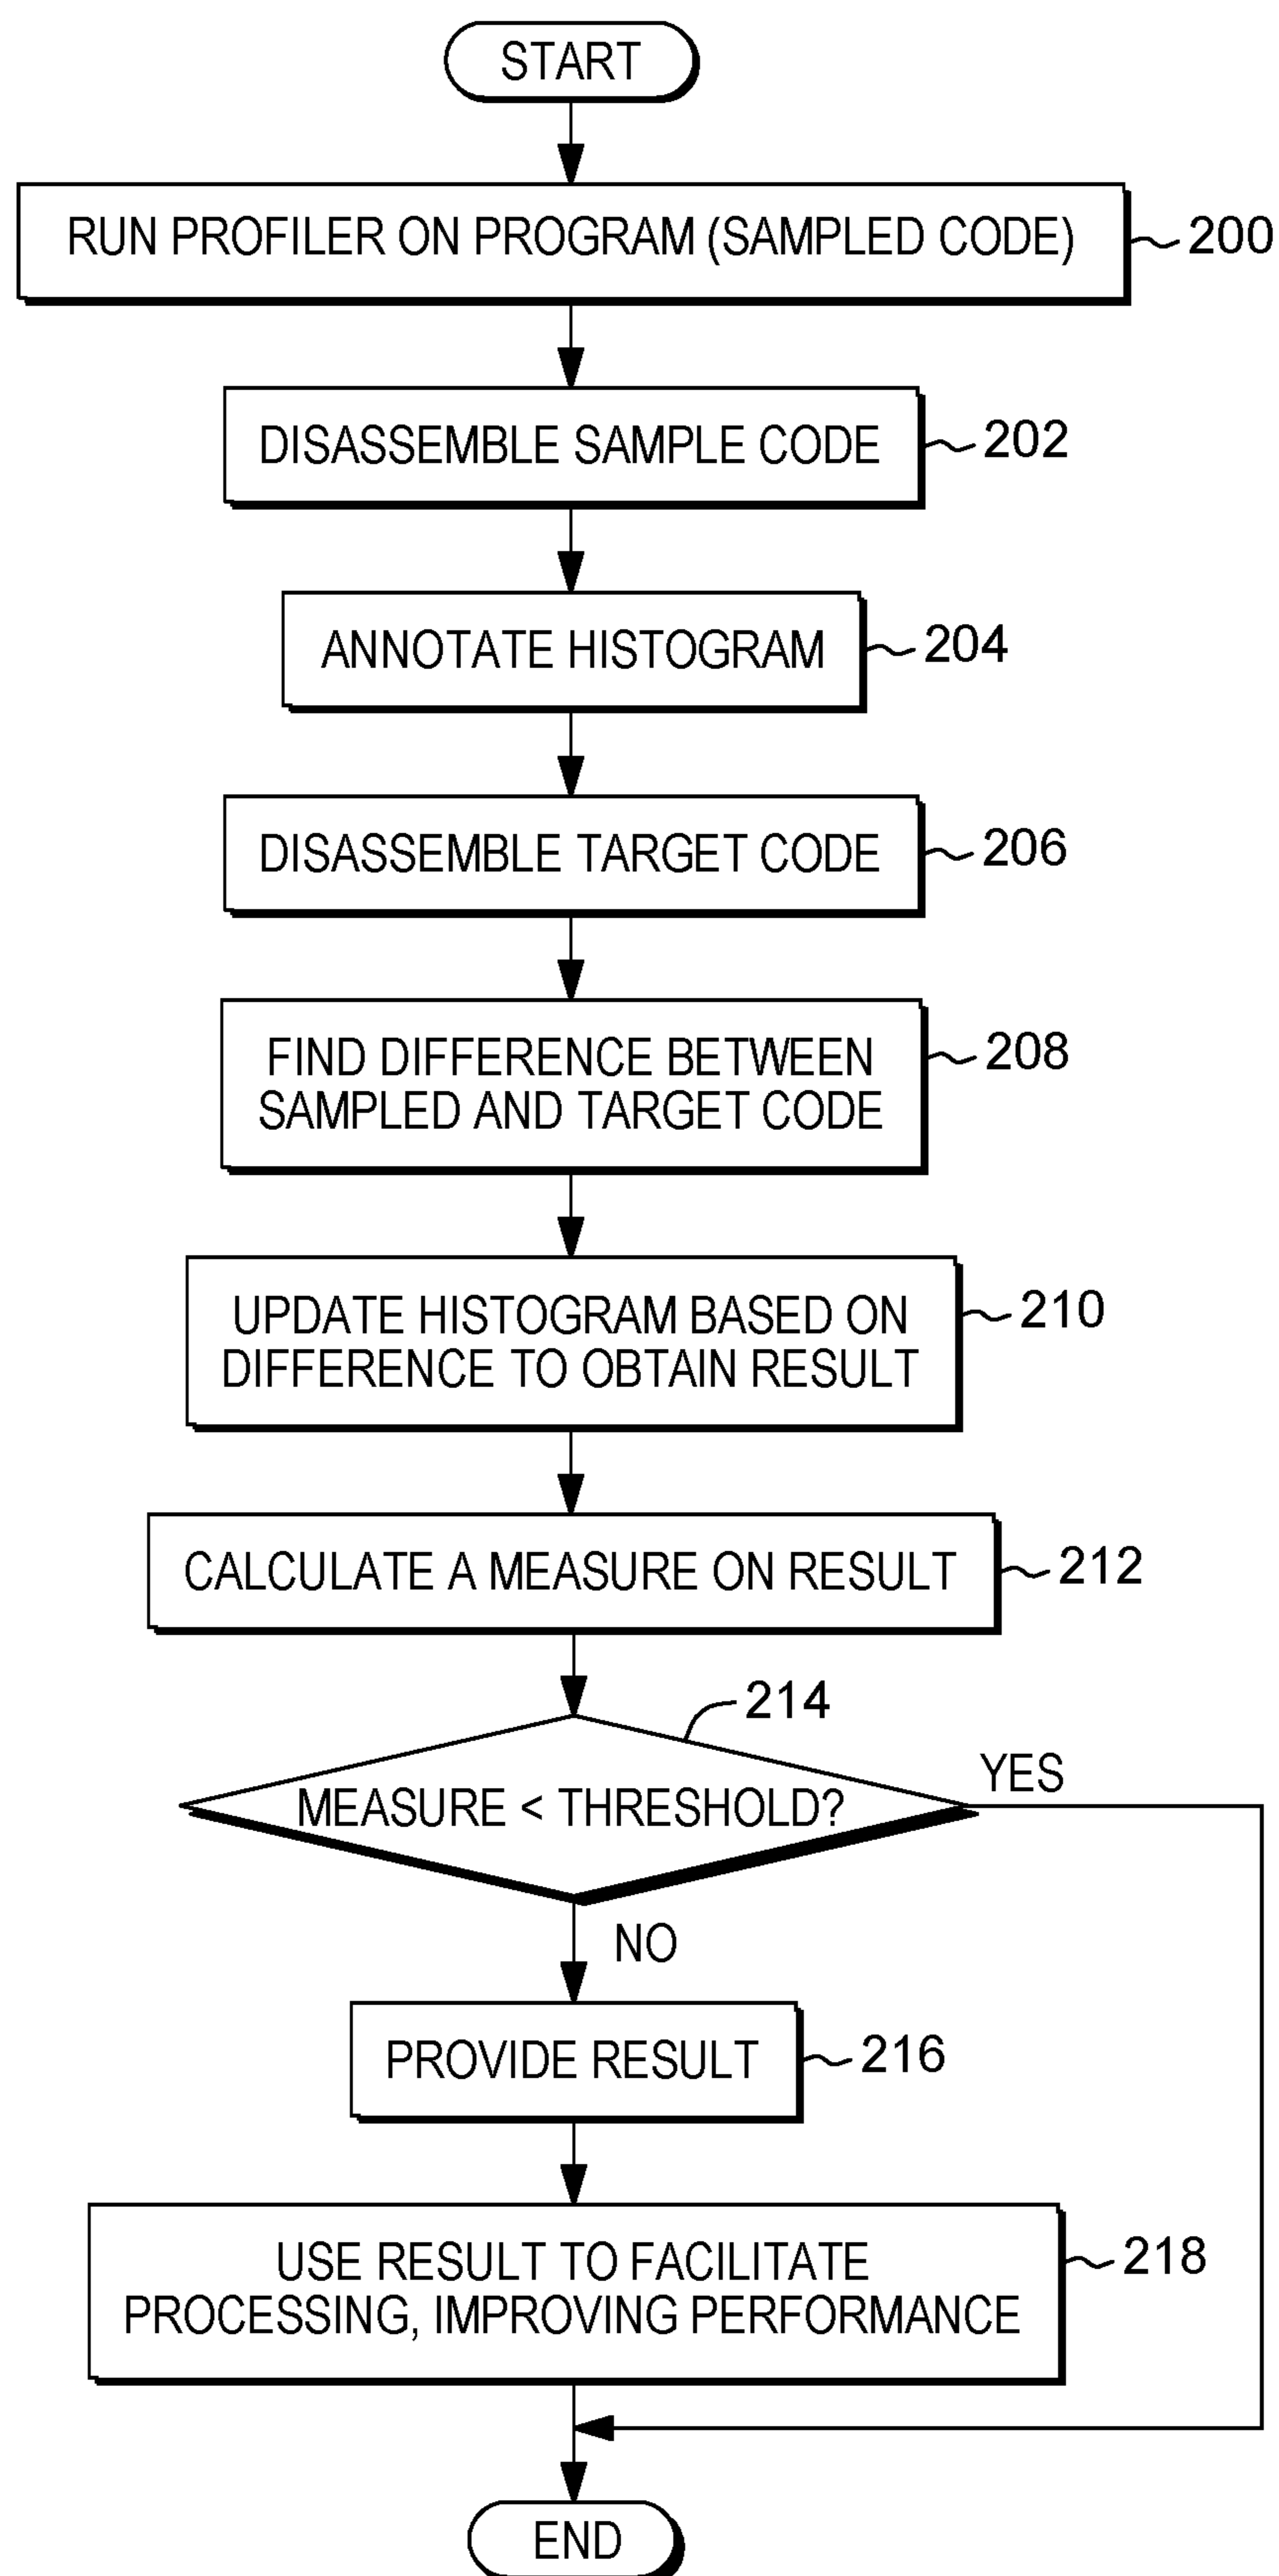 START
RUN PROFILER ON PROGRAM (SAMPLED CODE)
200
DISASSEMBLE SAMPLE CODE
202
ANNOTATE HISTOGRAM
204
DISASSEMBLE TARGET CODE
206
FIND DIFFERENCE BETWEEN
SAMPLED AND TARGET CODE
208
UPDATE HISTOGRAM BASED ON
DIFFERENCE TO OBTAIN RESULT
210
CALCULATE A MEASURE ON RESULT
212
214
MEASURE < THRESHOLD?
YES
NO
PROVIDE RESULT
216
USE RESULT TO FACILITATE
PROCESSING, IMPROVING PERFORMANCE
218
END